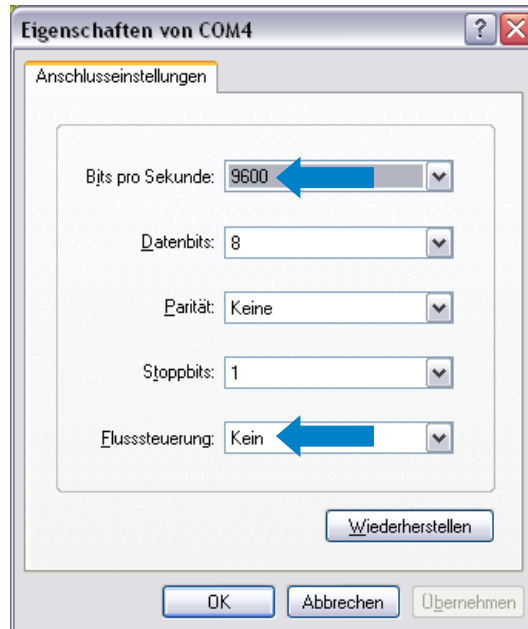 Eigenschaften von COM4
Anschlusseinstellungen
Bits pro Sekunde: 9600
Datenbits: 8
Parität: Keine
Stoppbits: 1
Flusssteuerung: Kein
Wiederherstellen
OK Abbrechen Übernehmen